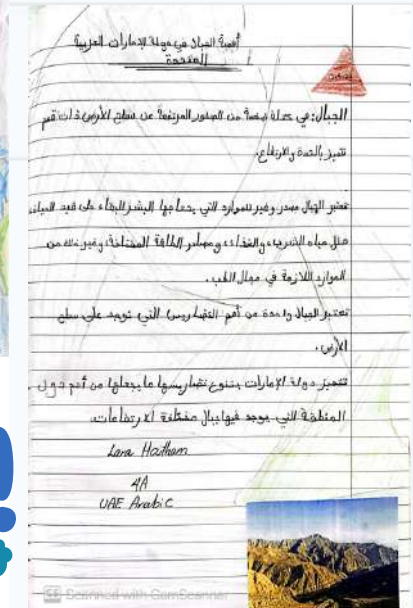 أهمية الجبال في دولة الإمارات العربية
المتحدة
الجبال: هي كتلة ضخمة من الصخور المرتفعة عن سطح الأرض ذات قمم
تتميز بالحدة والارتفاع.
تعتبر الجبال مصدر وفير للموارد التي يحتاجها البشر للبقاء على قيد الحياة
مثل مياه الشرب، والغذاء، ومصادر الطاقة المختلفة، وغير ذلك من
الموارد اللازمة في مجال الطب.
تعتبر الجبال واحدة من أهم التضاريس التي توجد على سطح
الأرض.
تتميز دولة الإمارات بتنوع تضاريسها ما يجعلها من أهم دول
المنطقة التي يوجد فيها جبال مختلفة الارتفاعات.
Lara Haitham
4A
UAE Arabic
CS Scanned with CamScanner